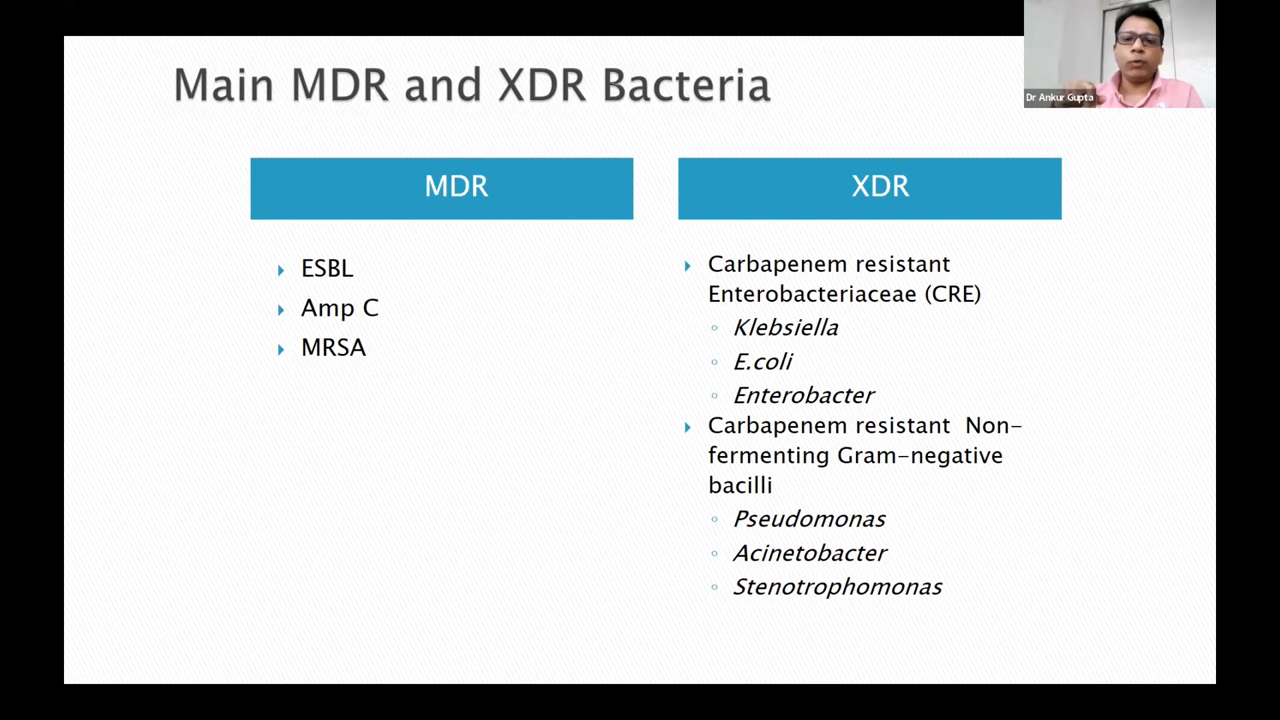 Main MDR and XDR Bacteria
Dr Ankur Gupta
MDR
ESBL
Amp C
MRSA
XDR
Carbapenem resistant
Enterobacteriaceae (CRE)
Klebsiella
E.coli
Enterobacter
Carbapenem resistant Non-
fermenting Gram-negative
bacilli
Pseudomonas
Acinetobacter
Stenotrophomonas